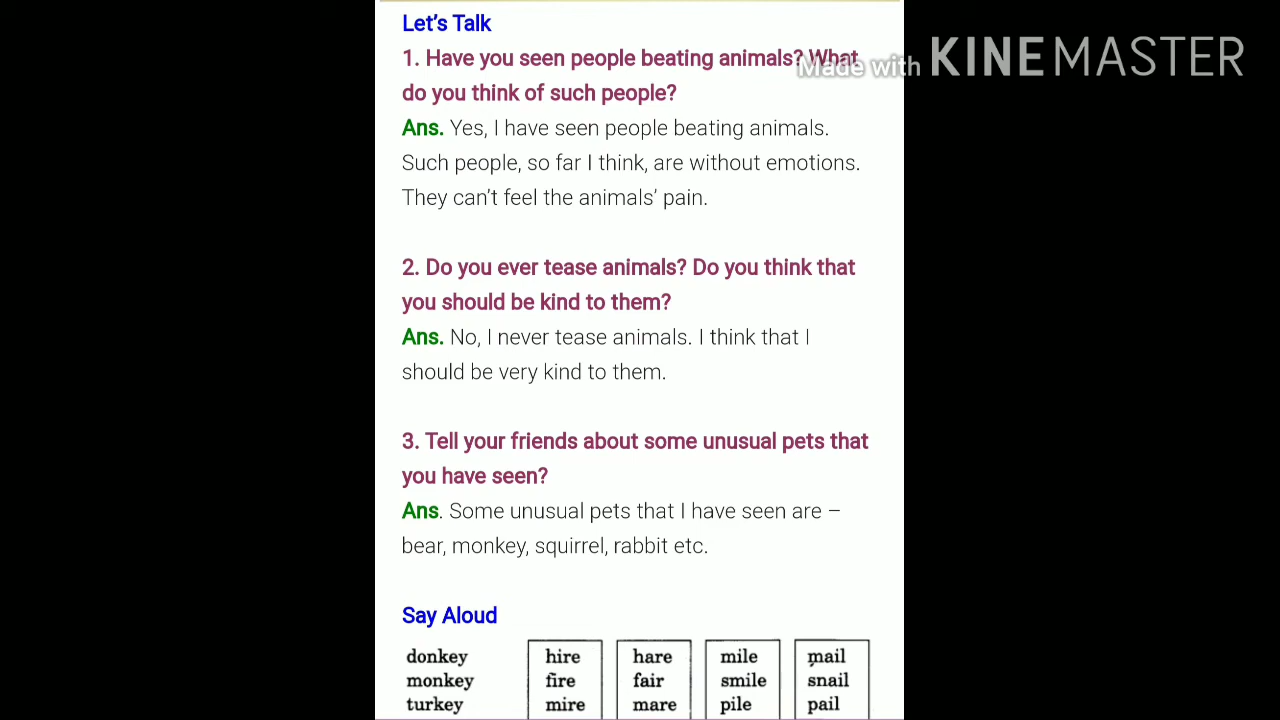 Let's Talk
Made with KINEMASTER
1. Have you seen people beating animals? What
do you think of such people?
Ans. Yes, I have seen people beating animals.
Such people, so far I think, are without emotions.
They can't feel the animals' pain.
2. Do you ever tease animals? Do you think that
you should be kind to them?
Ans. No, I never tease animals. I think that I
should be very kind to them.
3. Tell your friends about some unusual pets that
you have seen?
Ans. Some unusual pets that I have seen are –
bear, monkey, squirrel, rabbit etc.
Say Aloud
donkey hire hare mile mail
monkey fire fair smile snail
turkey mire mare pile pail